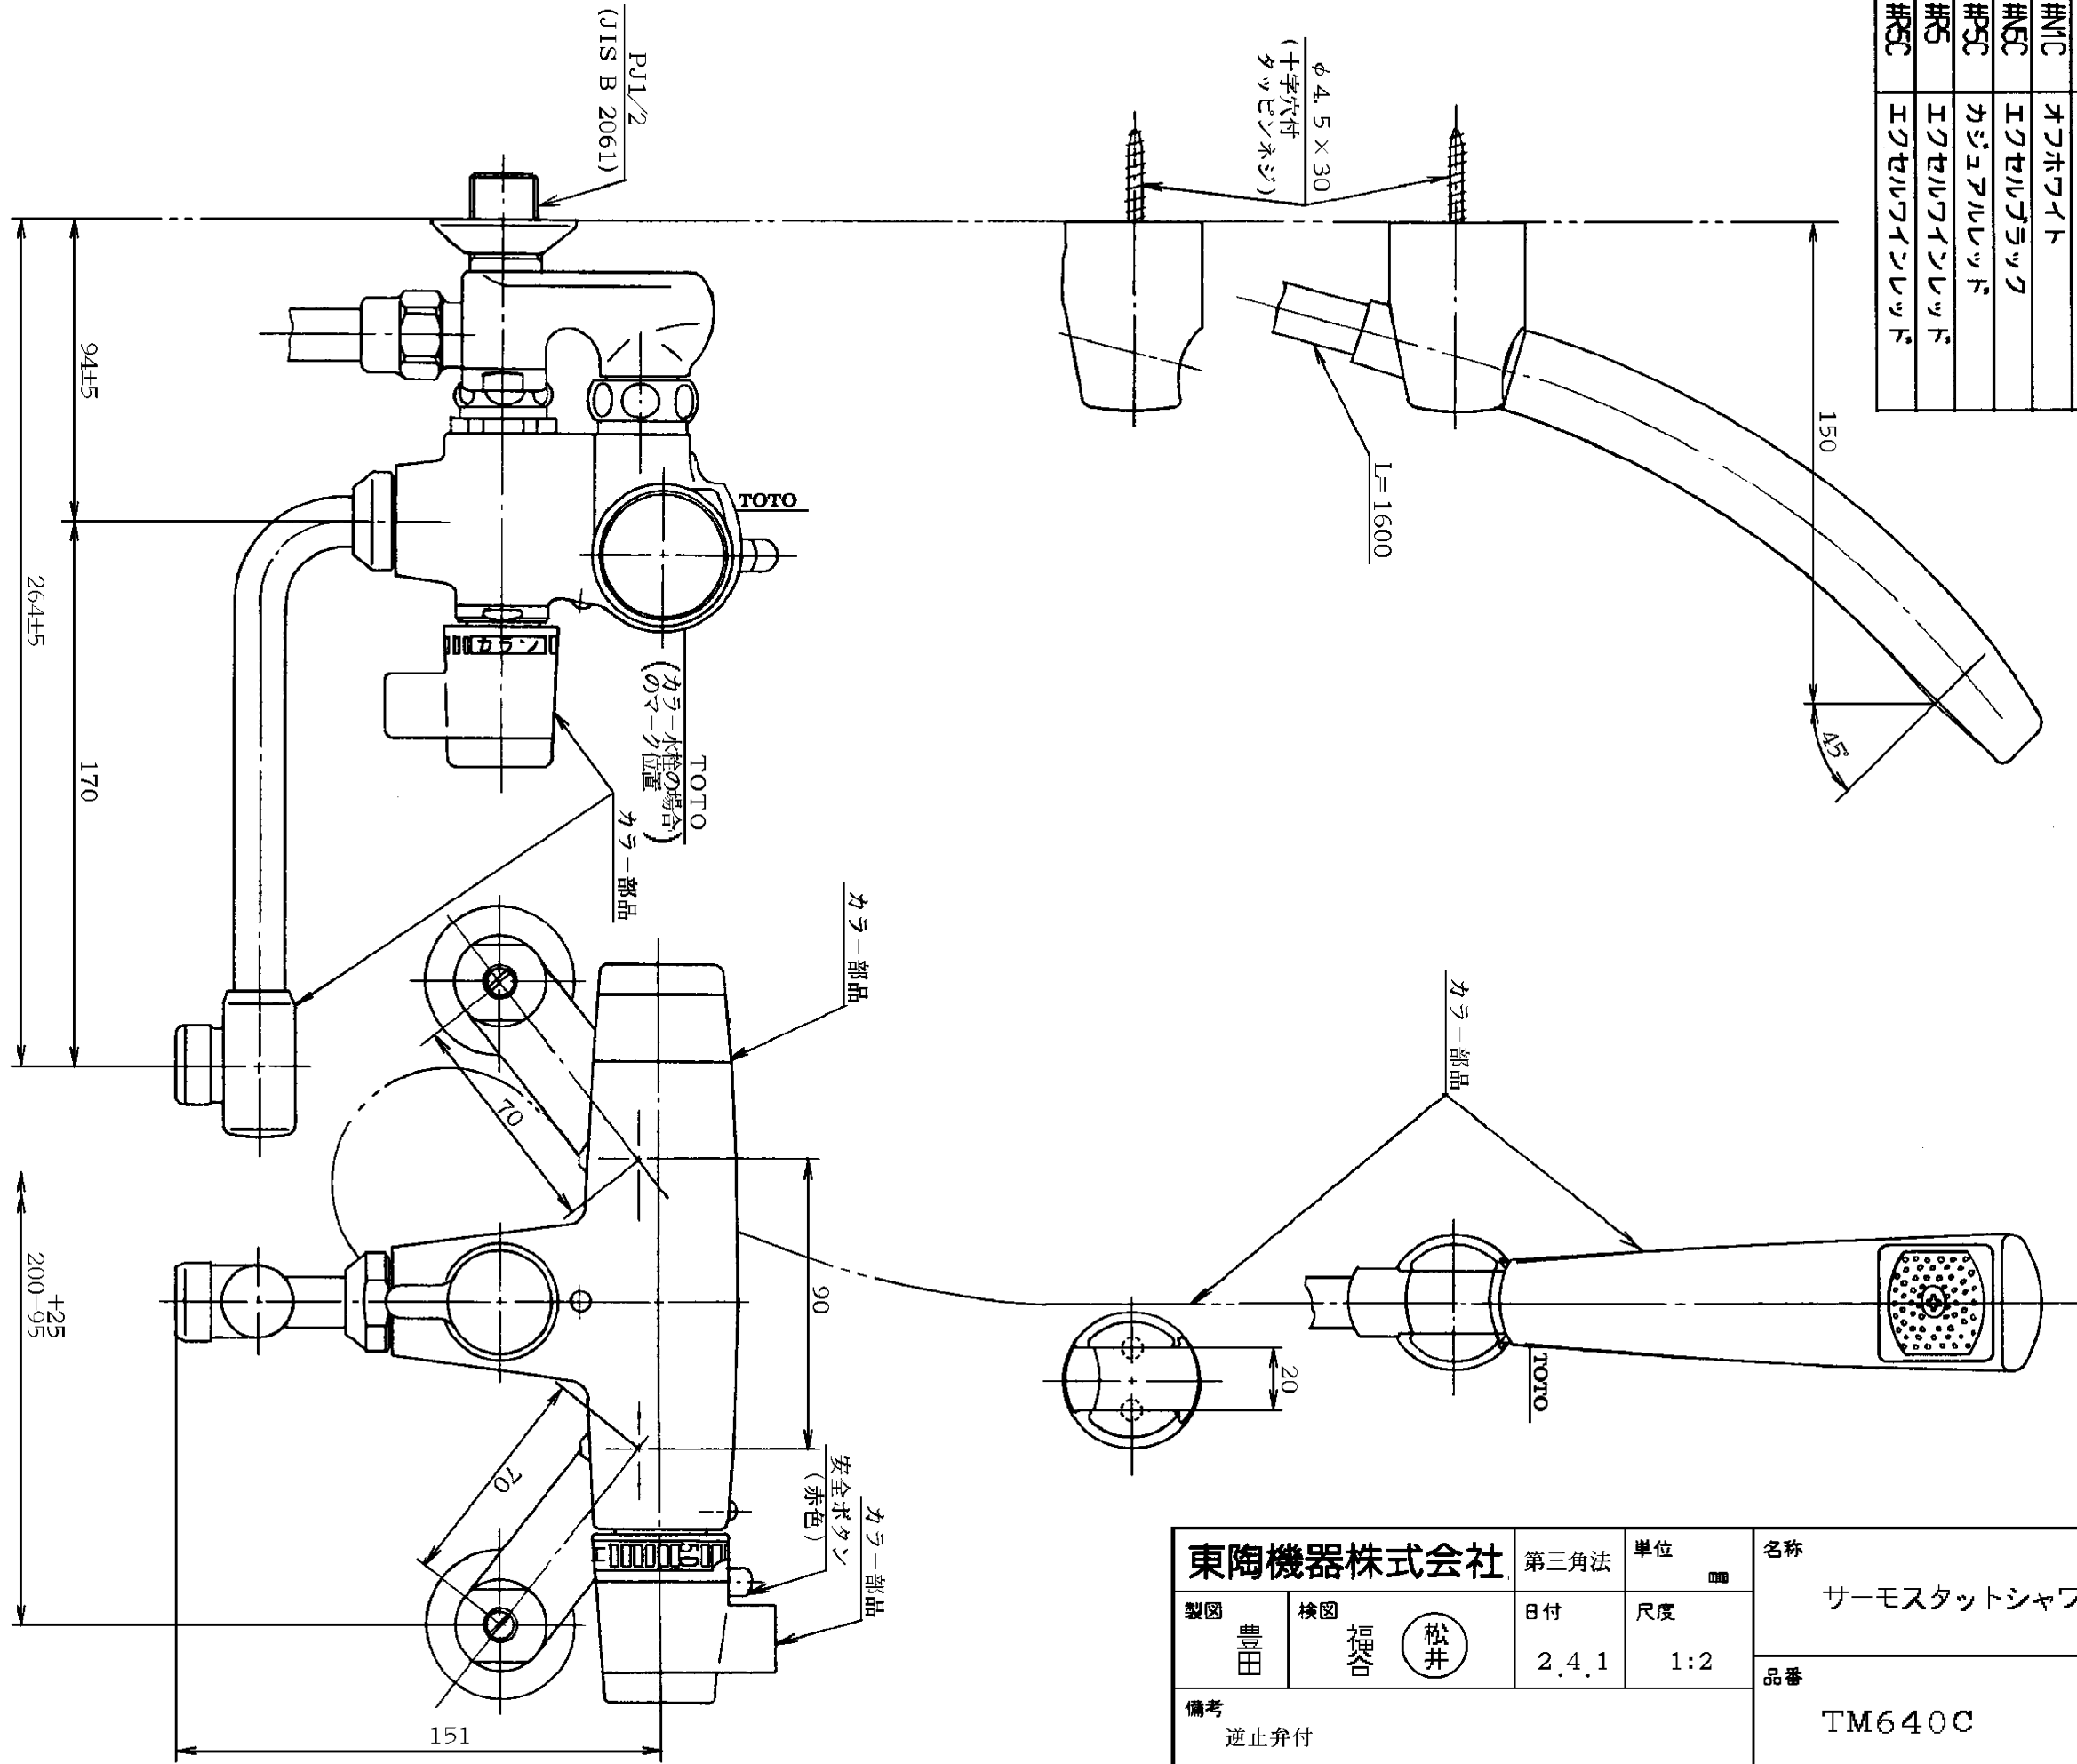 #N1C オフホワイト
#N5C エクセルブラック
#P5C カジュアルレッド
#R5 エクセルワインレッド
#R5C エクセルワインレッド
PJ1/2
(JIS B 2061)
φ4.5×30
(十字穴付
タッピンネジ)
L=1600
150
45°
94±5
264±5
170
TOTO
カラン
TOTO
(カラー水栓の場合
のマーク位置)
カラー部品
カラー部品
カラー部品
TOTO
70
90
70
20
200
+25
-95
151
50
H
安全ボタン
(赤色)
カラー部品
東陶機器株式会社
第三角法
単位
mm
名称
サーモスタットシャワ
製図
豊田
検図
福谷
松井
日付
2.4.1
尺度
1:2
品番
TM640C
備考
逆止弁付